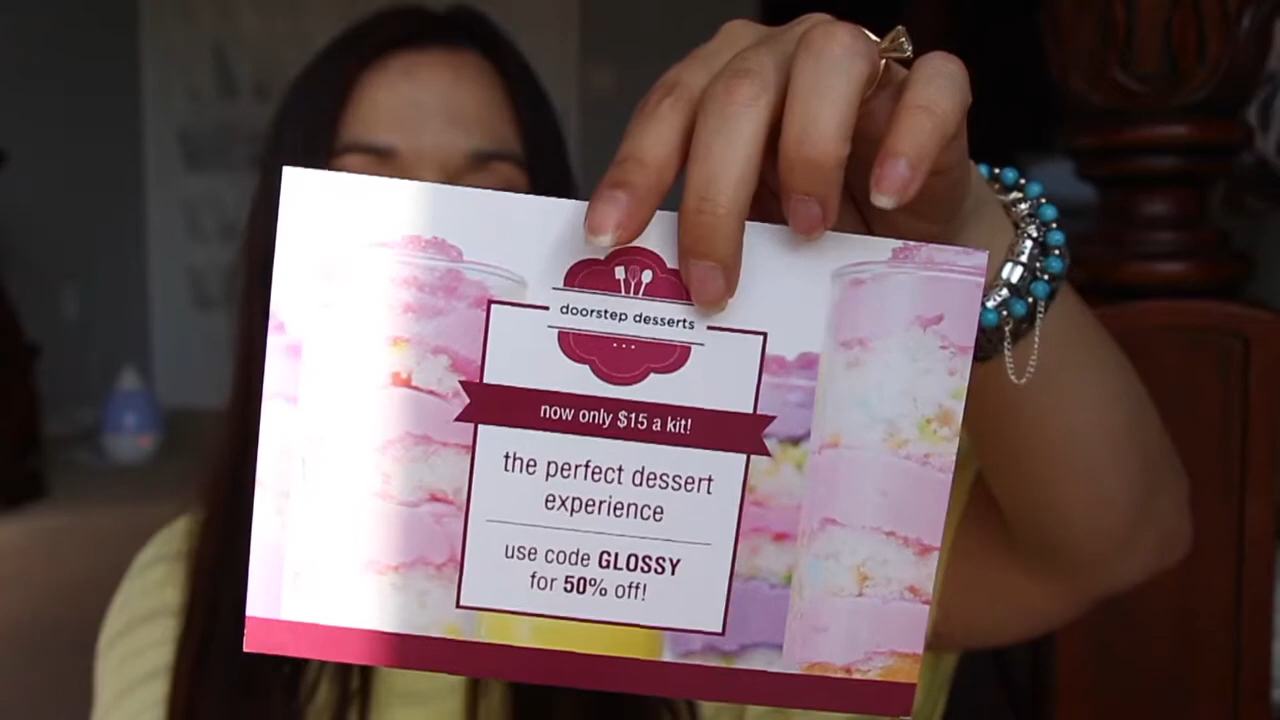 doorstep desserts
now only $15 a kit!
the perfect dessert
experience
use code GLOSSY
for 50% off!